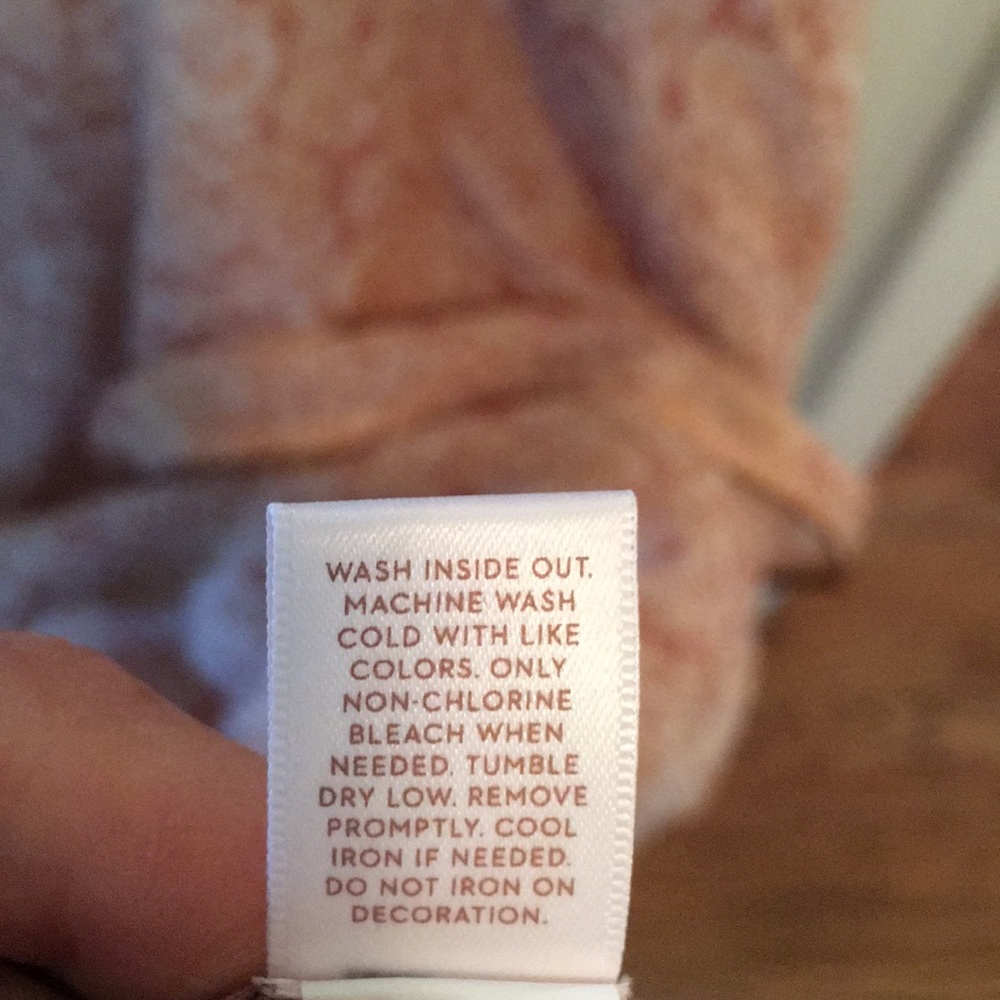 WASH INSIDE OUT.
MACHINE WASH
COLD WITH LIKE
COLORS. ONLY
NON-CHLORINE
BLEACH WHEN
NEEDED. TUMBLE
DRY LOW. REMOVE
PROMPTLY. COOL
IRON IF NEEDED.
DO NOT IRON ON
DECORATION.